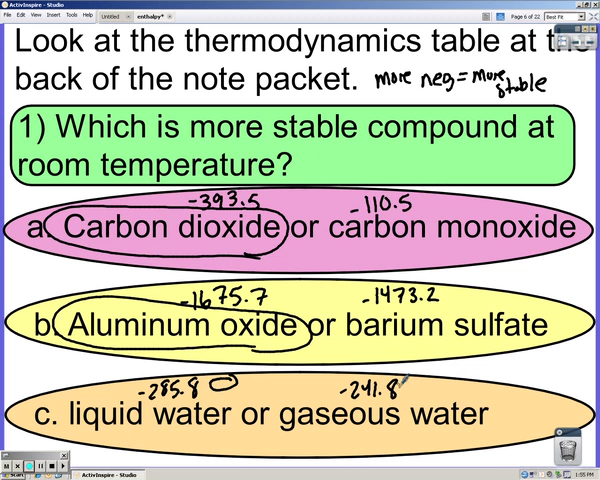 ActivInspire - Studio
File Edit View Insert Tools Help
Untitled
enthalpy*
Page 6 of 22
Best Fit
Look at the thermodynamics table at the
back of the note packet. more neg = more stable
1) Which is more stable compound at
room temperature?
-393.5 -110.5
a. Carbon dioxide or carbon monoxide
-1675.7 -1473.2
b. Aluminum oxide or barium sulfate
-285.8 -241.8
c. liquid water or gaseous water
Start
ActivInspire - Studio
1:55 PM